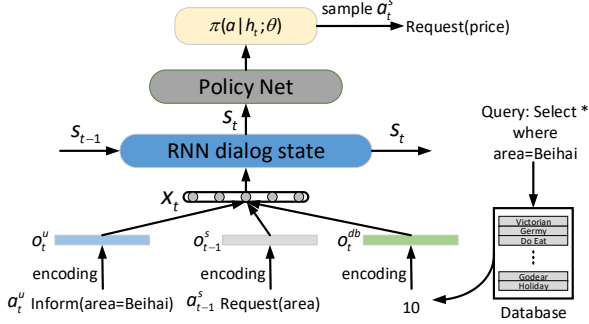 π(a|h_t;θ)
sample a_t^s
Request(price)
Policy Net
s_t
s_{t-1}
RNN dialog state
s_t
x_t
Query: Select *
where
area=Beihai
o_t^u
o_{t-1}^s
o_t^{db}
encoding
encoding
encoding
a_t^u Inform(area=Beihai)
a_{t-1}^s Request(area)
10
Victorian
Germy
Do Eat
Godear
Holiday
Database